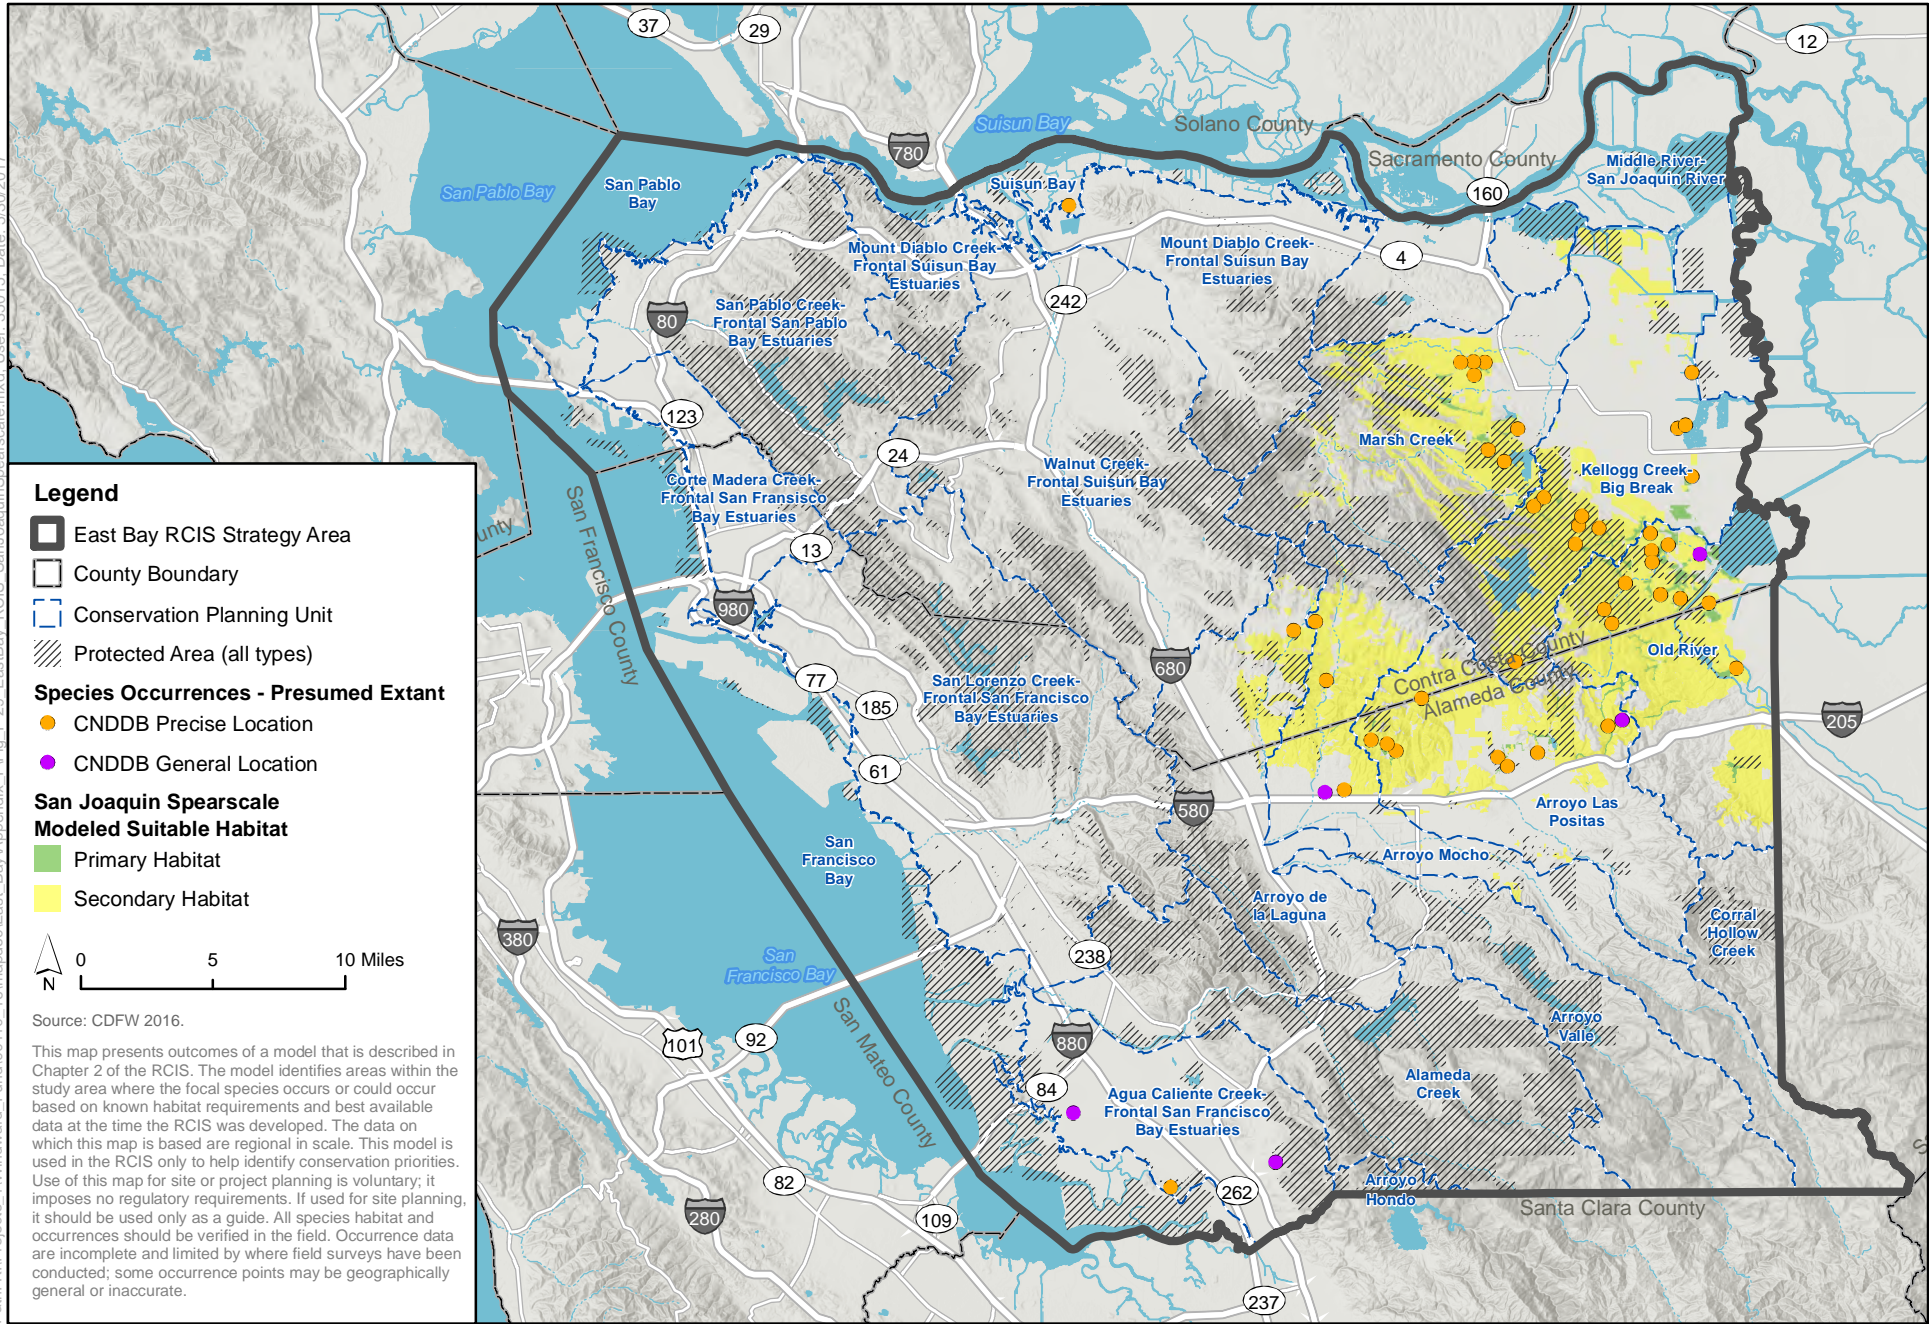 37
29
12
780
Suisun Bay
Solano County
Sacramento County
160
Middle River-
San Joaquin River
San Pablo Bay
San Pablo
Bay
Suisun Bay
Mount Diablo Creek-
Frontal Suisun Bay
Estuaries
Mount Diablo Creek-
Frontal Suisun Bay
Estuaries
4
242
80
San Pablo Creek-
Frontal San Pablo
Bay Estuaries
123
24
Marsh Creek
Walnut Creek-
Frontal Suisun Bay
Estuaries
Kellogg Creek-
Big Break
Corte Madera Creek-
Frontal San Fransisco
Bay Estuaries
13
980
San Francisco County
unty
680
Contra Costa County
Alameda County
Old River
77
185
San Lorenzo Creek-
Frontal San Francisco
Bay Estuaries
205
61
580
Arroyo Las
Positas
San
Francisco
Bay
Arroyo Mocho
Arroyo de
la Laguna
Corral
Hollow
Creek
380
238
San
Francisco Bay
San Mateo County
101
92
880
Arroyo
Valle
84
Agua Caliente Creek-
Frontal San Francisco
Bay Estuaries
Alameda
Creek
82
280
109
262
Arroyo
Hondo
Santa Clara County
237
Legend
East Bay RCIS Strategy Area
County Boundary
Conservation Planning Unit
Protected Area (all types)
Species Occurrences - Presumed Extant
CNDDB Precise Location
CNDDB General Location
San Joaquin Spearscale
Modeled Suitable Habitat
Primary Habitat
Secondary Habitat
N
0 5 10 Miles
Source: CDFW 2016.
This map presents outcomes of a model that is described in
Chapter 2 of the RCIS. The model identifies areas within the
study area where the focal species occurs or could occur
based on known habitat requirements and best available
data at the time the RCIS was developed. The data on
which this map is based are regional in scale. This model is
used in the RCIS only to help identify conservation priorities.
Use of this map for site or project planning is voluntary; it
imposes no regulatory requirements. If used for site planning,
it should be used only as a guide. All species habitat and
occurrences should be verified in the field. Occurrence data
are incomplete and limited by where field surveys have been
conducted; some occurrence points may be geographically
general or inaccurate.